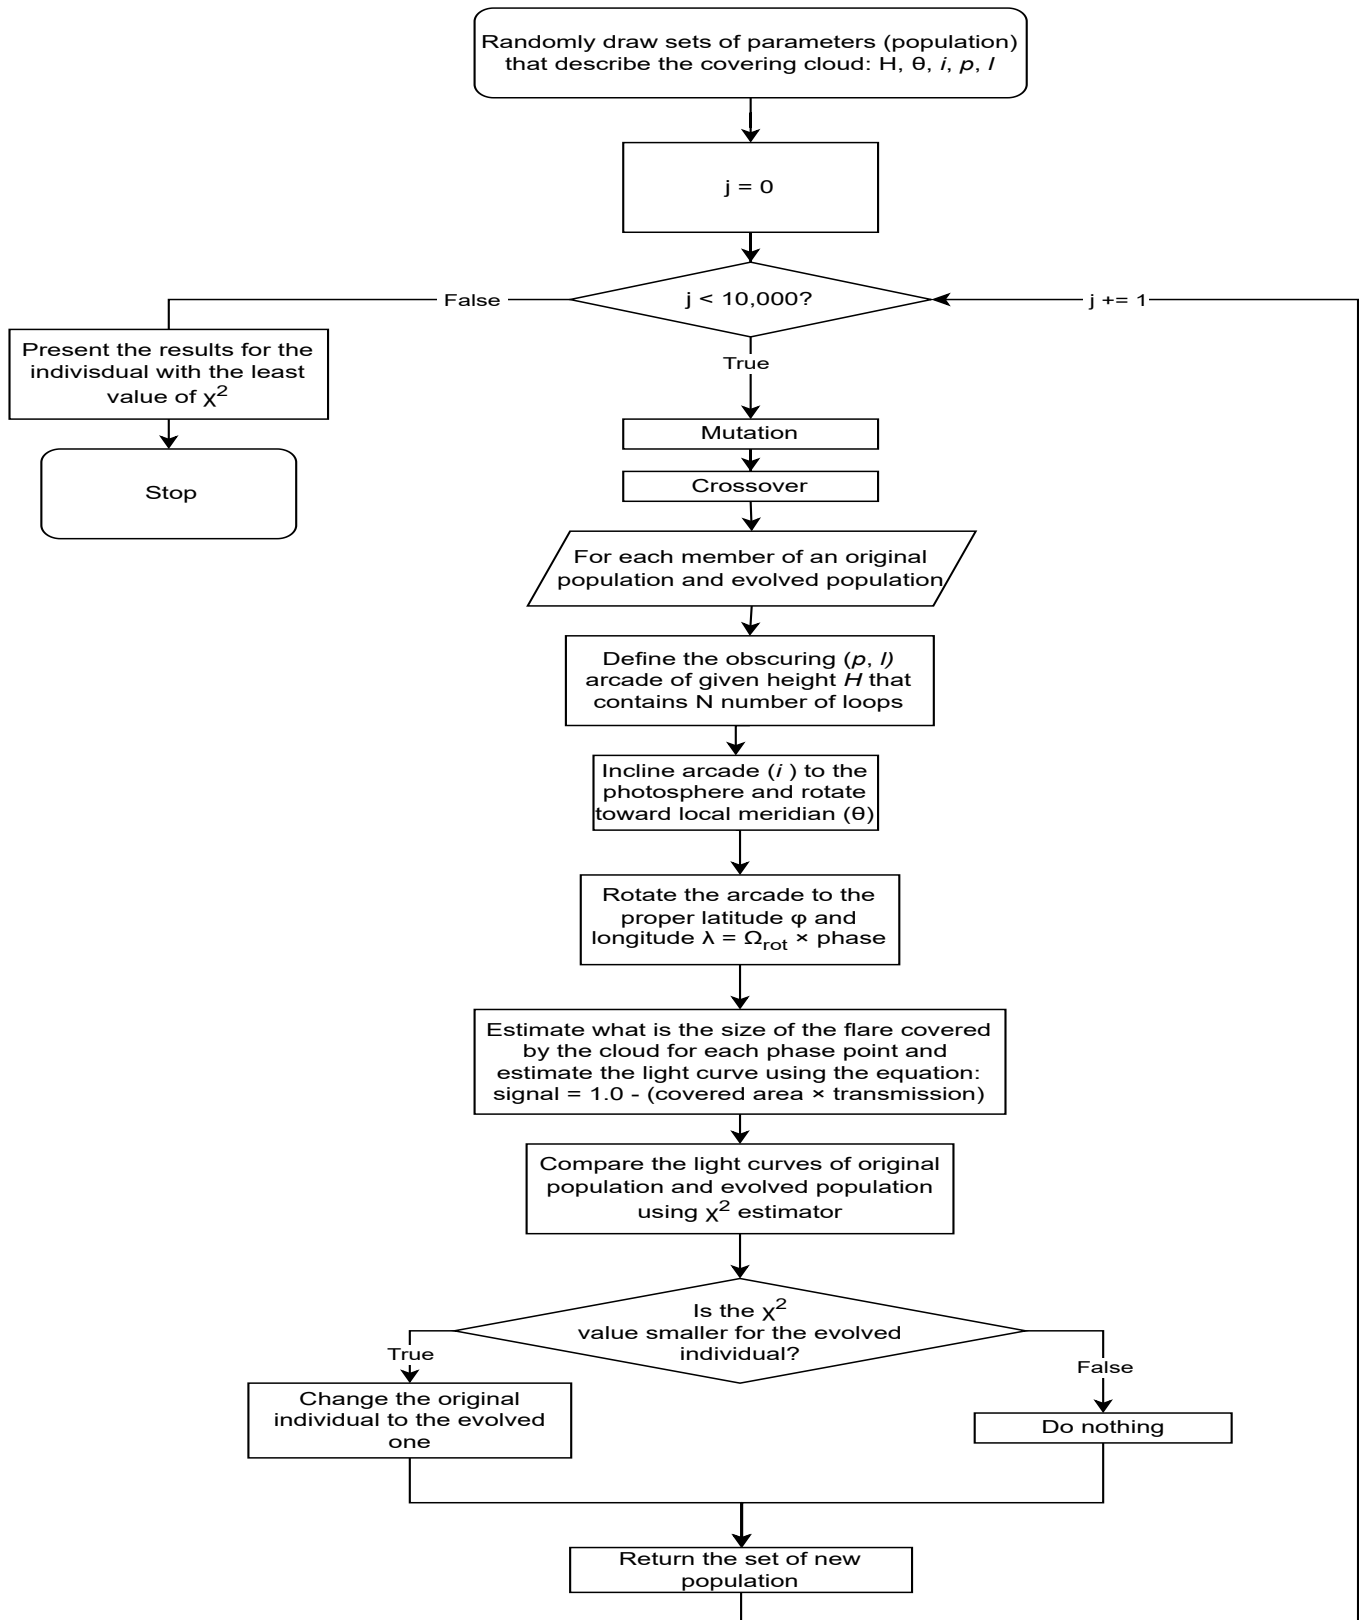 Randomly draw sets of parameters (population)
that describe the covering cloud: H, θ, i, p, l
j = 0
j < 10,000?
False
j += 1
True
Present the results for the
indivisdual with the least
value of χ²
Stop
Mutation
Crossover
For each member of an original
population and evolved population
Define the obscuring (p, l)
arcade of given height H that
contains N number of loops
Incline arcade (i ) to the
photosphere and rotate
toward local meridian (θ)
Rotate the arcade to the
proper latitude φ and
longitude λ = Ωrot × phase
Estimate what is the size of the flare covered
by the cloud for each phase point and
estimate the light curve using the equation:
signal = 1.0 - (covered area × transmission)
Compare the light curves of original
population and evolved population
using χ² estimator
Is the χ²
value smaller for the evolved
individual?
True
False
Change the original
individual to the evolved
one
Do nothing
Return the set of new
population